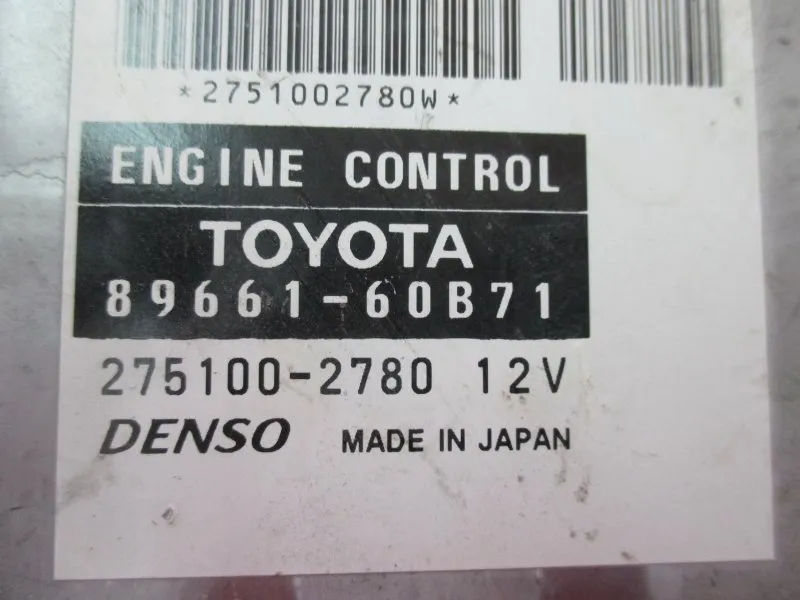 *2751002780W*
ENGINE CONTROL
TOYOTA
89661-60B71
275100-2780 12V
DENSO MADE IN JAPAN